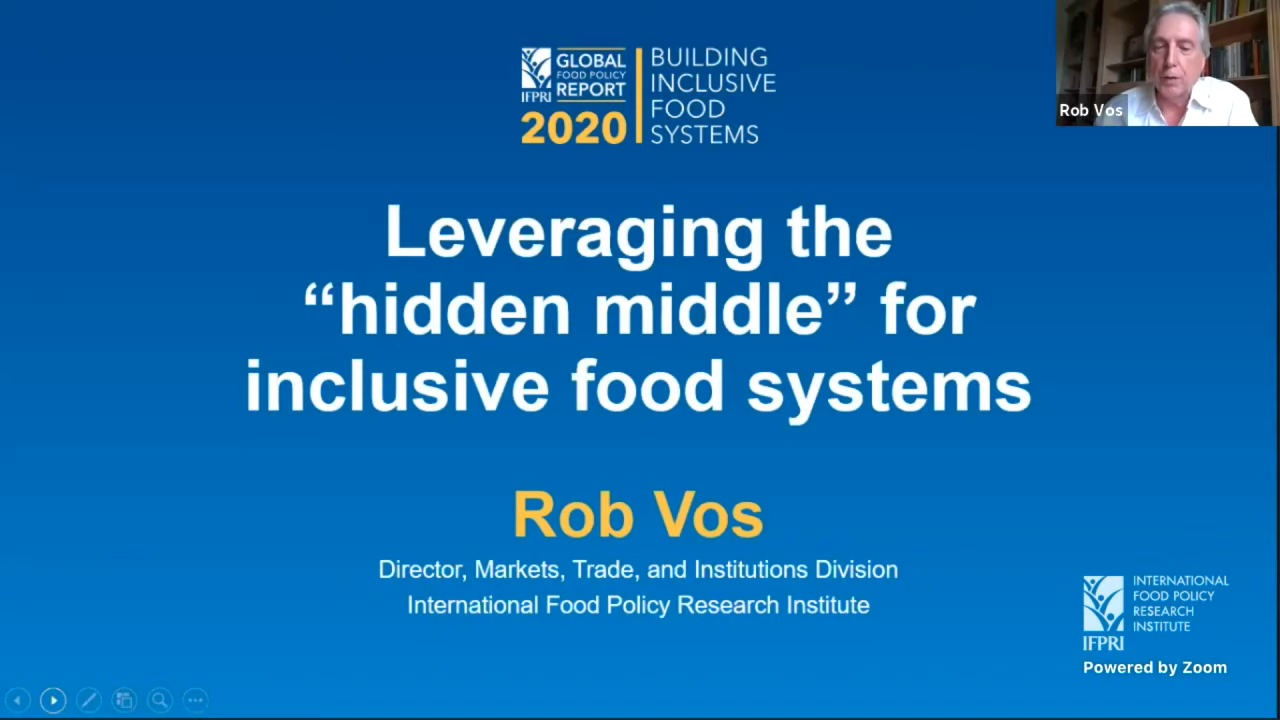 GLOBAL
FOOD POLICY
REPORT
IFPRI
2020
BUILDING
INCLUSIVE
FOOD
SYSTEMS
Rob Vos
Leveraging the
“hidden middle” for
inclusive food systems
Rob Vos
Director, Markets, Trade, and Institutions Division
International Food Policy Research Institute
INTERNATIONAL
FOOD POLICY
RESEARCH
INSTITUTE
IFPRI
Powered by Zoom